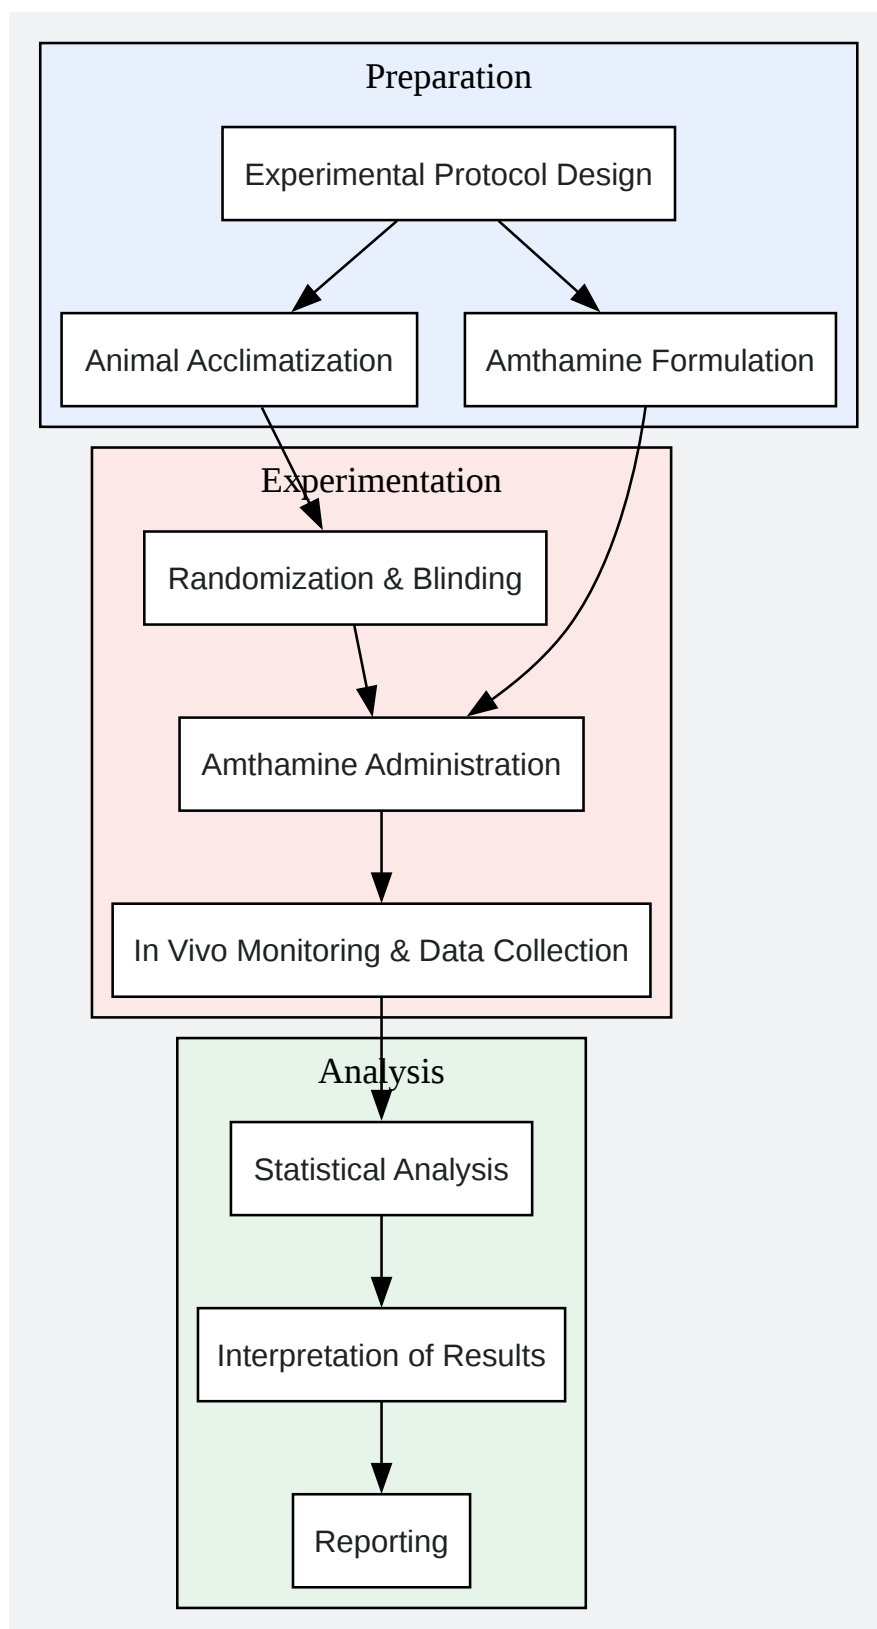 Preparation
Experimental Protocol Design
Animal Acclimatization
Amthamine Formulation
Experimentation
Randomization & Blinding
Amthamine Administration
In Vivo Monitoring & Data Collection
Analysis
Statistical Analysis
Interpretation of Results
Reporting